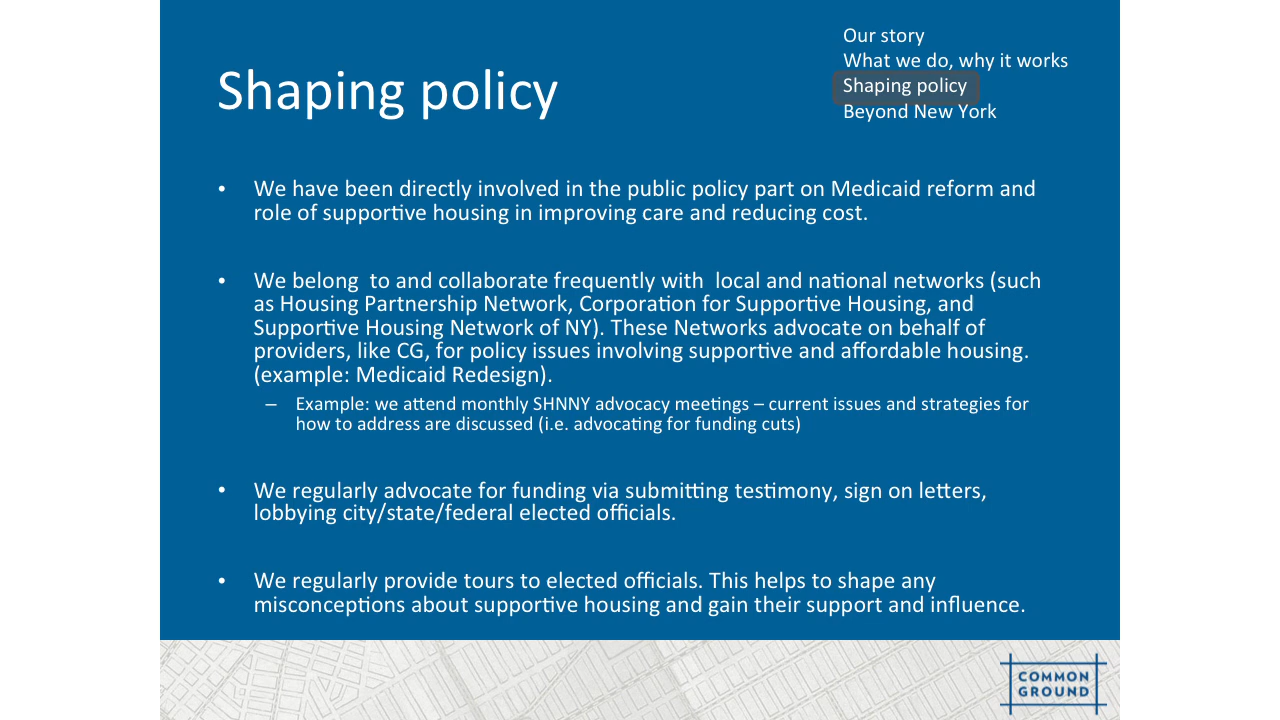 Our story
What we do, why it works
Shaping policy
Beyond New York
Shaping policy
• We have been directly involved in the public policy part on Medicaid reform and
role of supportive housing in improving care and reducing cost.
• We belong  to and collaborate frequently with  local and national networks (such
as Housing Partnership Network, Corporation for Supportive Housing, and
Supportive Housing Network of NY). These Networks advocate on behalf of
providers, like CG, for policy issues involving supportive and affordable housing.
(example: Medicaid Redesign).
– Example: we attend monthly SHNNY advocacy meetings – current issues and strategies for
how to address are discussed (i.e. advocating for funding cuts)
• We regularly advocate for funding via submitting testimony, sign on letters,
lobbying city/state/federal elected officials.
• We regularly provide tours to elected officials. This helps to shape any
misconceptions about supportive housing and gain their support and influence.
COMMON
GROUND